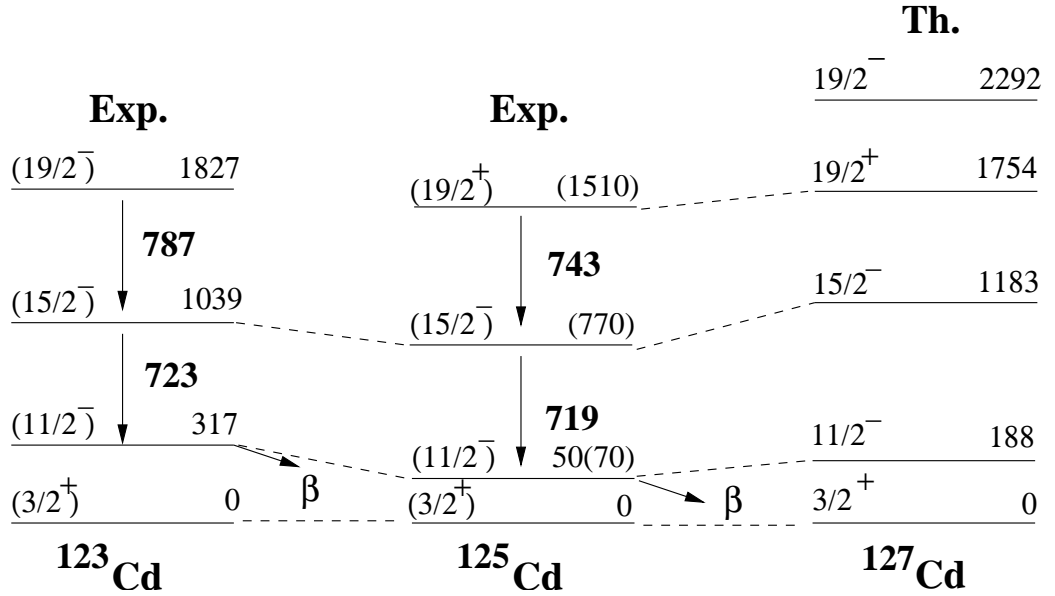 Th.
19/2⁻ 2292
Exp. Exp.
(19/2⁻) 1827 (19/2⁺) (1510) 19/2⁺ 1754
787 743
(15/2⁻) 1039 (15/2⁻) (770) 15/2⁻ 1183
723 719
(11/2⁻) 317 (11/2⁻) 50(70) 11/2⁻ 188
β β
(3/2⁺) 0 (3/2⁺) 0 3/2⁺ 0
¹²³Cd ¹²⁵Cd ¹²⁷Cd